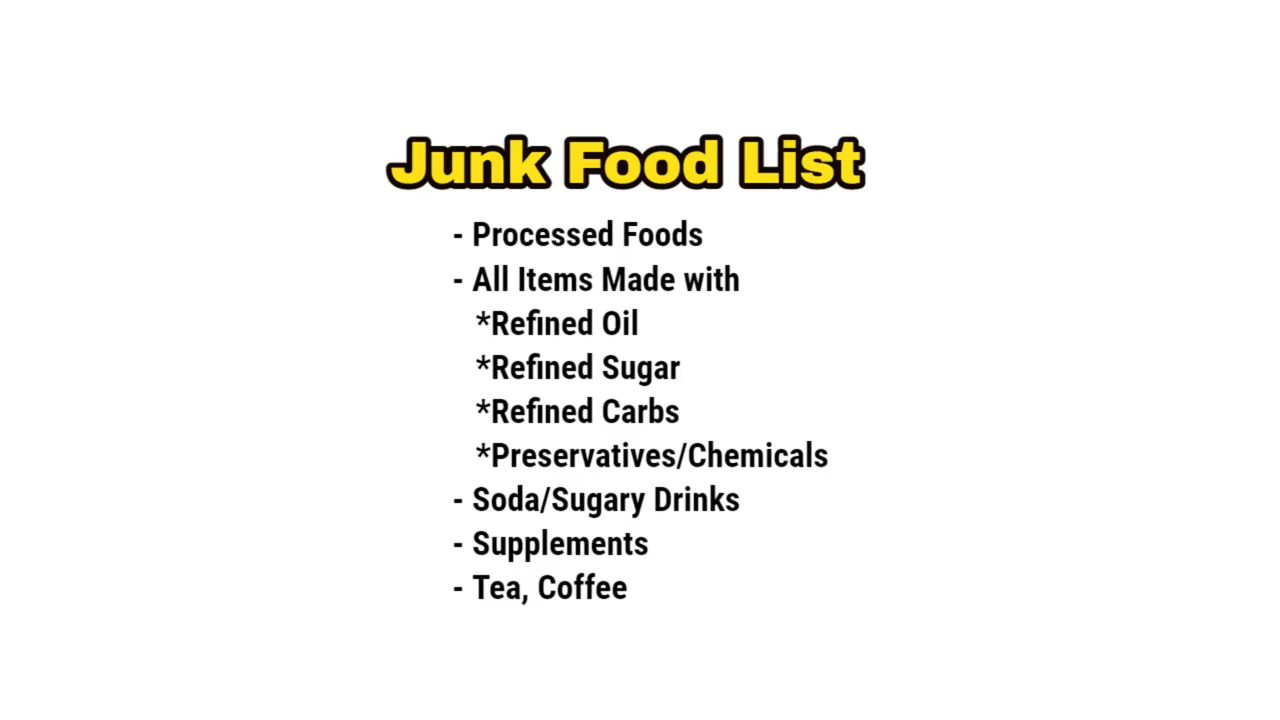 Junk Food List
- Processed Foods
- All Items Made with
*Refined Oil
*Refined Sugar
*Refined Carbs
*Preservatives/Chemicals
- Soda/Sugary Drinks
- Supplements
- Tea, Coffee